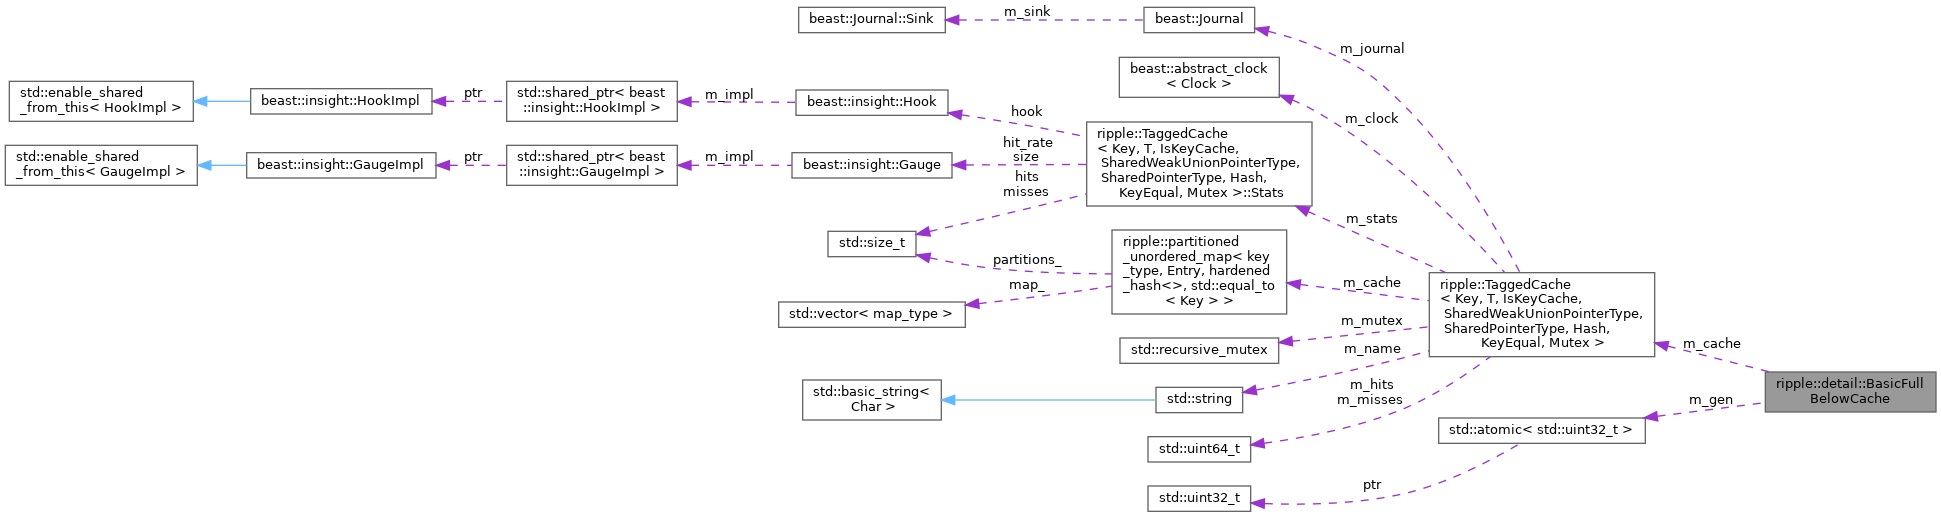 beast::Journal::Sink
m_sink
beast::Journal
m_journal
beast::abstract_clock
< Clock >
m_clock
std::enable_shared
_from_this< HookImpl >
beast::insight::HookImpl
ptr
std::shared_ptr< beast
::insight::HookImpl >
m_impl
beast::insight::Hook
hook
std::enable_shared
_from_this< GaugeImpl >
beast::insight::GaugeImpl
ptr
std::shared_ptr< beast
::insight::GaugeImpl >
m_impl
beast::insight::Gauge
hit_rate
size
hits
misses
ripple::TaggedCache
< Key, T, IsKeyCache,
SharedWeakUnionPointerType,
SharedPointerType, Hash,
KeyEqual, Mutex >::Stats
m_stats
std::size_t
partitions_
map_
std::vector< map_type >
ripple::partitioned
_unordered_map< key
_type, Entry, hardened
_hash<>, std::equal_to
< Key > >
m_cache
ripple::TaggedCache
< Key, T, IsKeyCache,
SharedWeakUnionPointerType,
SharedPointerType, Hash,
KeyEqual, Mutex >
m_mutex
std::recursive_mutex
m_name
std::basic_string<
Char >
std::string
m_hits
m_misses
std::uint64_t
m_cache
ripple::detail::BasicFull
BelowCache
m_gen
std::atomic< std::uint32_t >
ptr
std::uint32_t